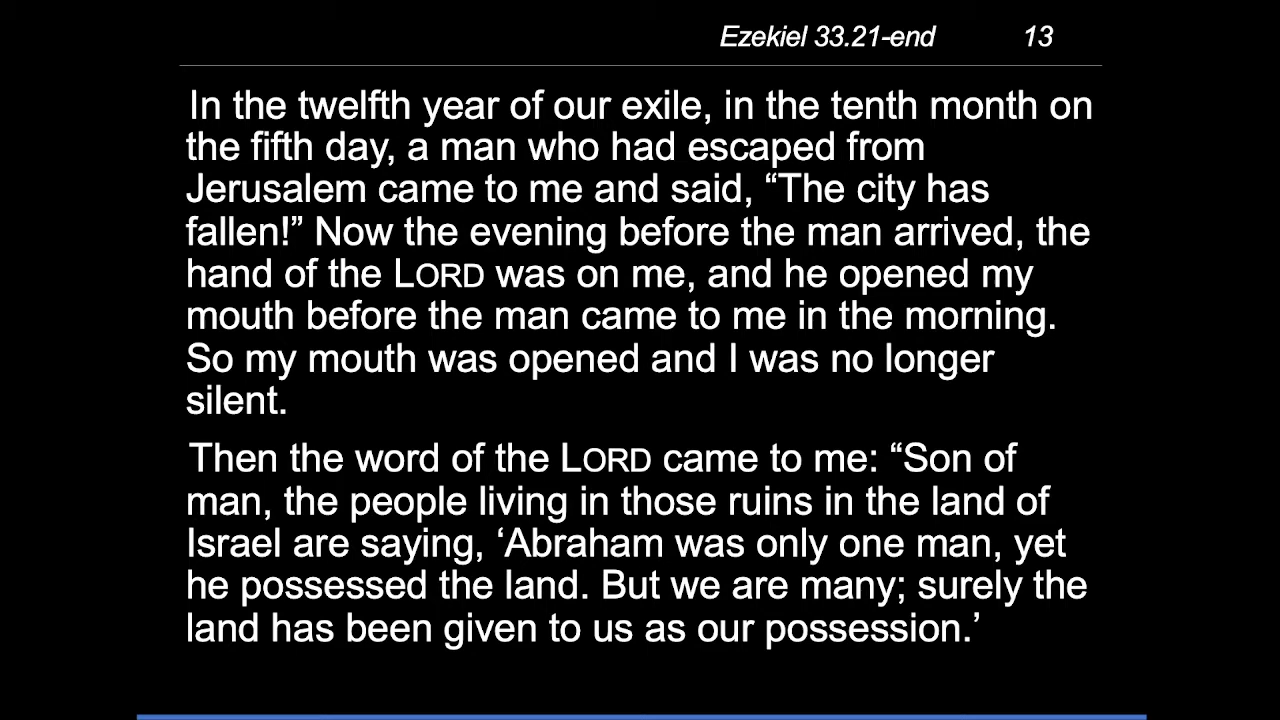 Ezekiel 33.21-end 13
In the twelfth year of our exile, in the tenth month on
the fifth day, a man who had escaped from
Jerusalem came to me and said, “The city has
fallen!” Now the evening before the man arrived, the
hand of the LORD was on me, and he opened my
mouth before the man came to me in the morning.
So my mouth was opened and I was no longer
silent.
Then the word of the LORD came to me: “Son of
man, the people living in those ruins in the land of
Israel are saying, ‘Abraham was only one man, yet
he possessed the land. But we are many; surely the
land has been given to us as our possession.’